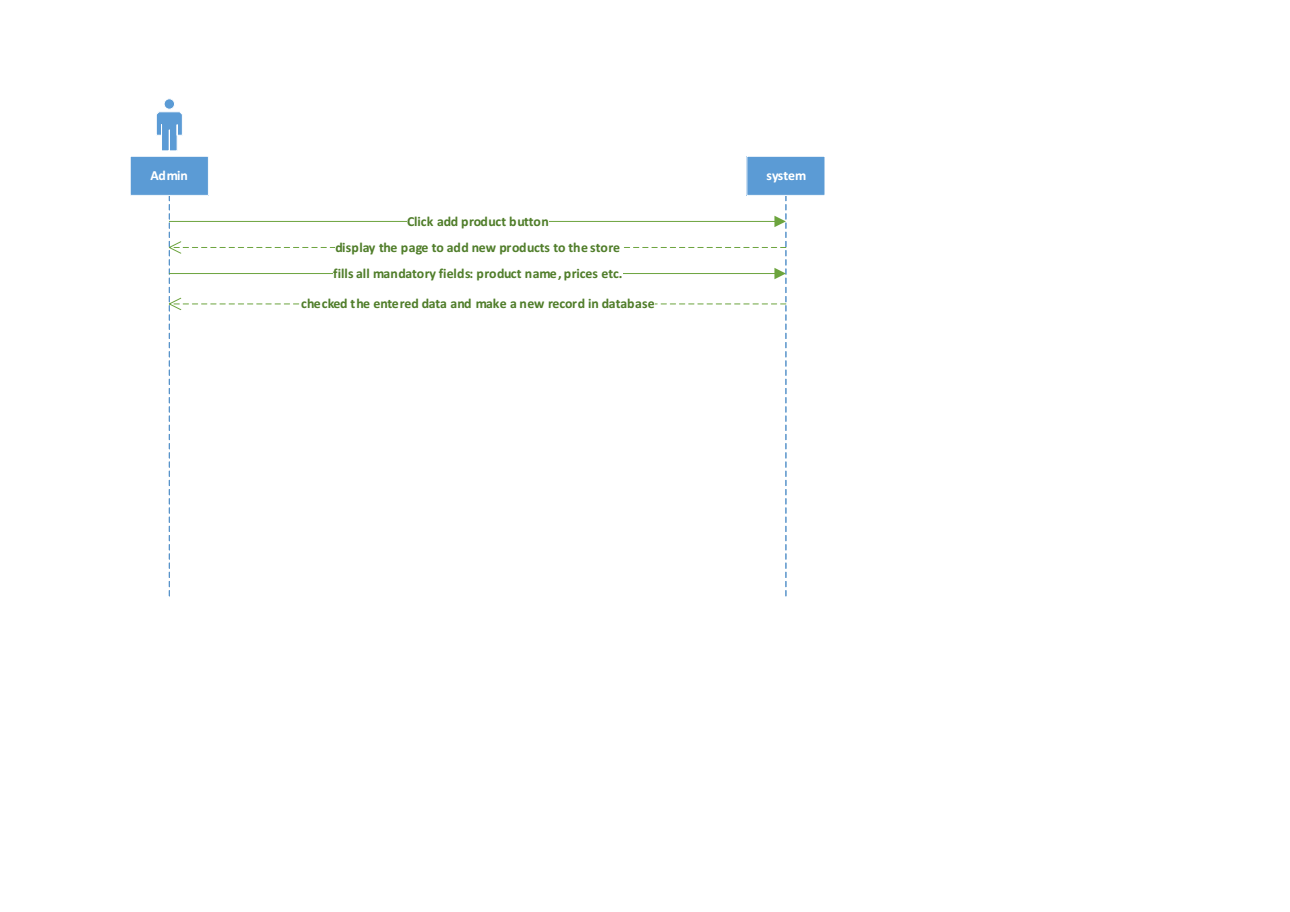 Admin
system
Click add product button
display the page to add new products to the store
fills all mandatory fields: product name, prices etc.
checked the entered data and make a new record in database